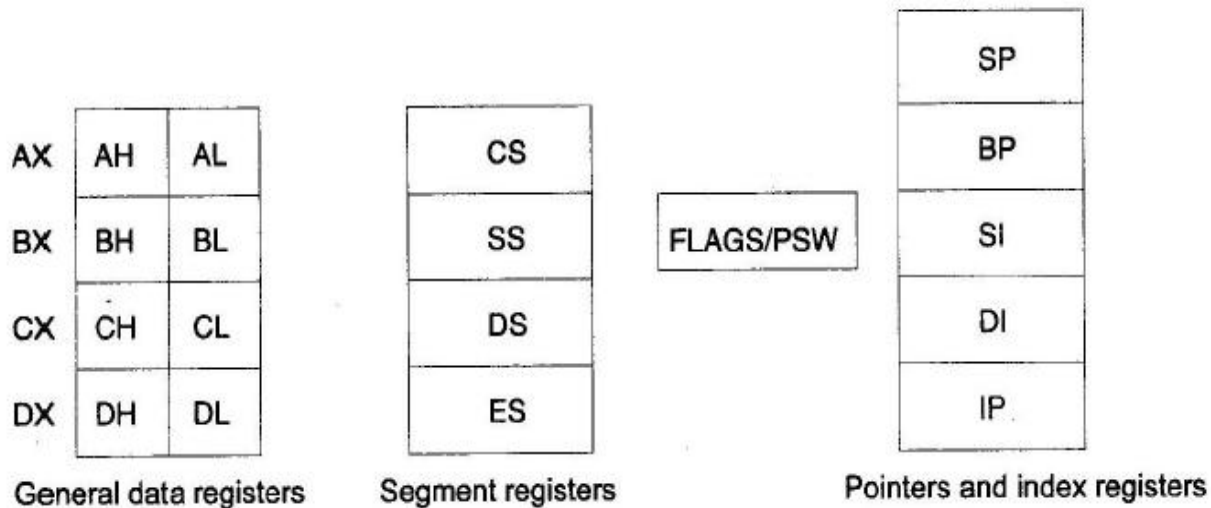 AX AH AL
BX BH BL
CX CH CL
DX DH DL
General data registers
CS
SS
DS
ES
Segment registers
FLAGS/PSW
SP
BP
SI
DI
IP
Pointers and index registers